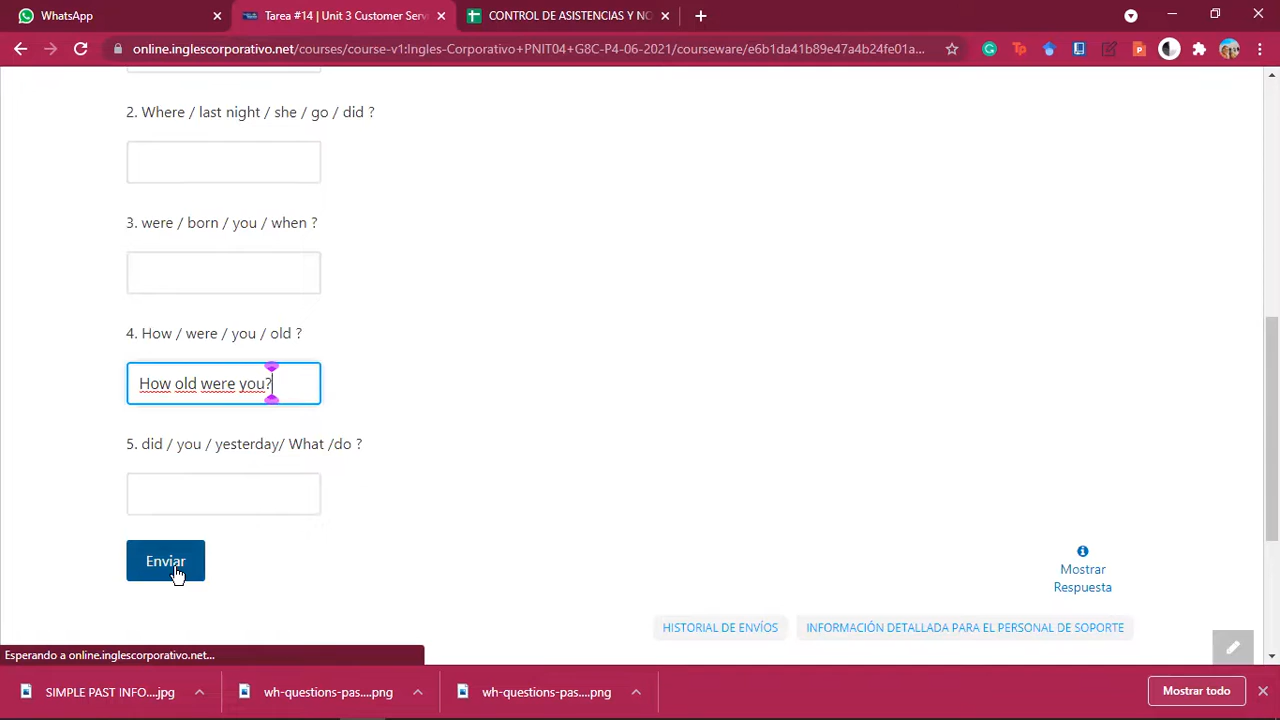 WhatsApp
Tarea #14 | Unit 3 Customer Serv
CONTROL DE ASISTENCIAS Y NO
online.inglescorporativo.net/courses/course-v1:Ingles-Corporativo+PNIT04+G8C-P4-06-2021/courseware/e6b1da41b89e47a4b24fe01a...
2. Where / last night / she / go / did ?
3. were / born / you / when ?
4. How / were / you / old ?
How old were you?
5. did / you / yesterday/ What /do ?
Enviar
Mostrar
Respuesta
HISTORIAL DE ENVÍOS
INFORMACIÓN DETALLADA PARA EL PERSONAL DE SOPORTE
Esperando a online.inglescorporativo.net...
SIMPLE PAST INFO....jpg
wh-questions-pas....png
wh-questions-pas....png
Mostrar todo